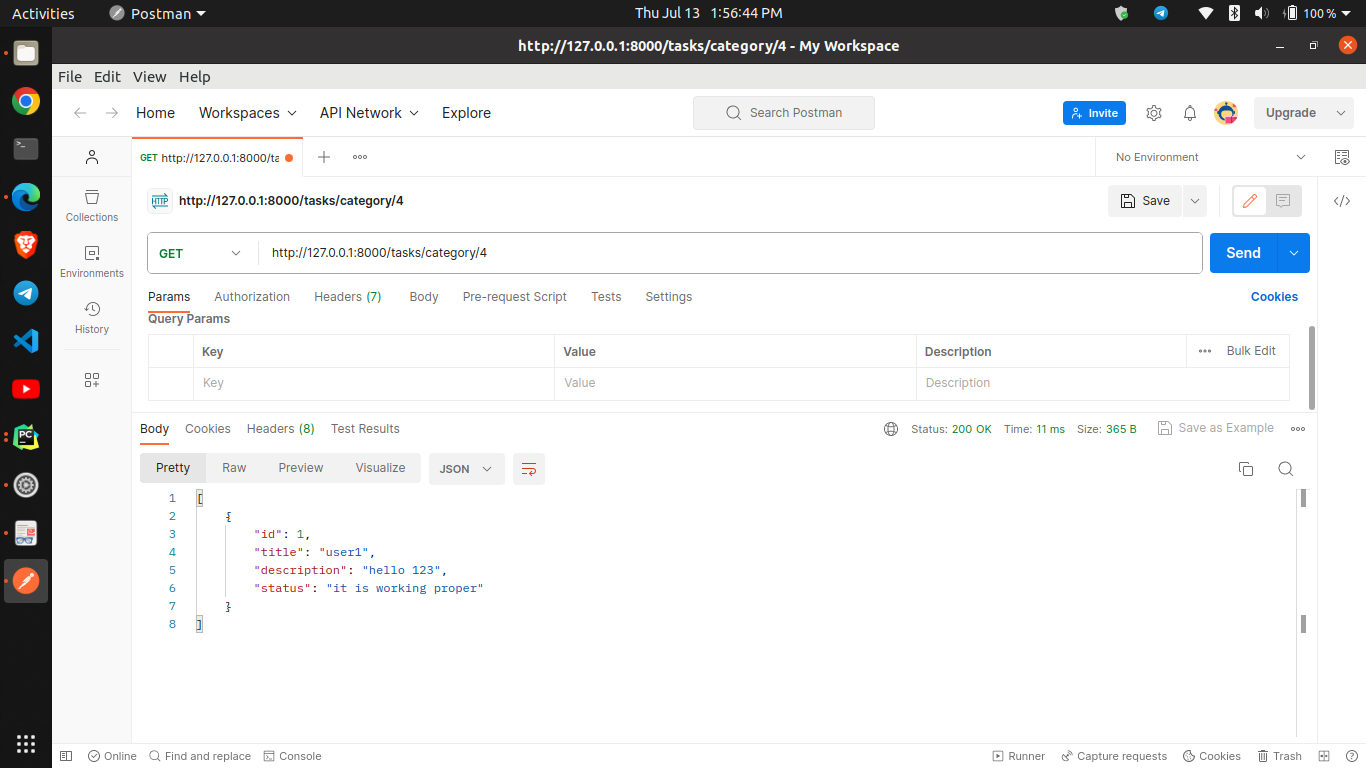 Activities Postman Thu Jul 13 1:56:44 PM 100 %
http://127.0.0.1:8000/tasks/category/4 - My Workspace
File Edit View Help
Home Workspaces API Network Explore Search Postman Invite Upgrade
GET http://127.0.0.1:8000/ta No Environment
HTTP http://127.0.0.1:8000/tasks/category/4 Save
GET http://127.0.0.1:8000/tasks/category/4 Send
Collections
Environments
History
Params Authorization Headers (7) Body Pre-request Script Tests Settings Cookies
Query Params
Key Value Description Bulk Edit
Key Value Description
Body Cookies Headers (8) Test Results Status: 200 OK Time: 11 ms Size: 365 B Save as Example
Pretty Raw Preview Visualize JSON
1 [
2 {
3 "id": 1,
4 "title": "user1",
5 "description": "hello 123",
6 "status": "it is working proper"
7 }
8 ]
Online Find and replace Console Runner Capture requests Cookies Trash